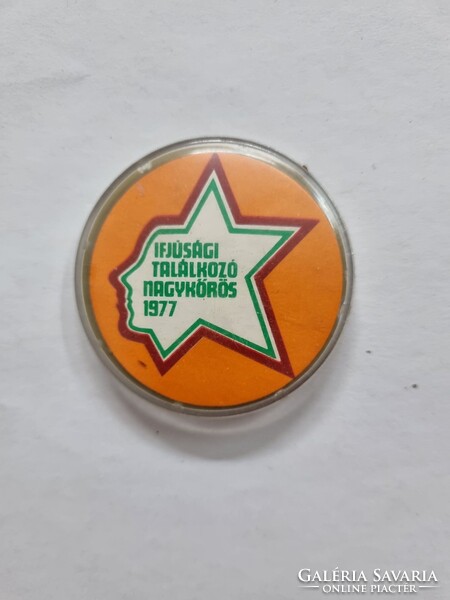 IFJÚSÁGI
TALÁLKOZÓ
NAGYKŐRÖS
1977
GALÉRIA SAVARIA
ONLINE PIACTÉR